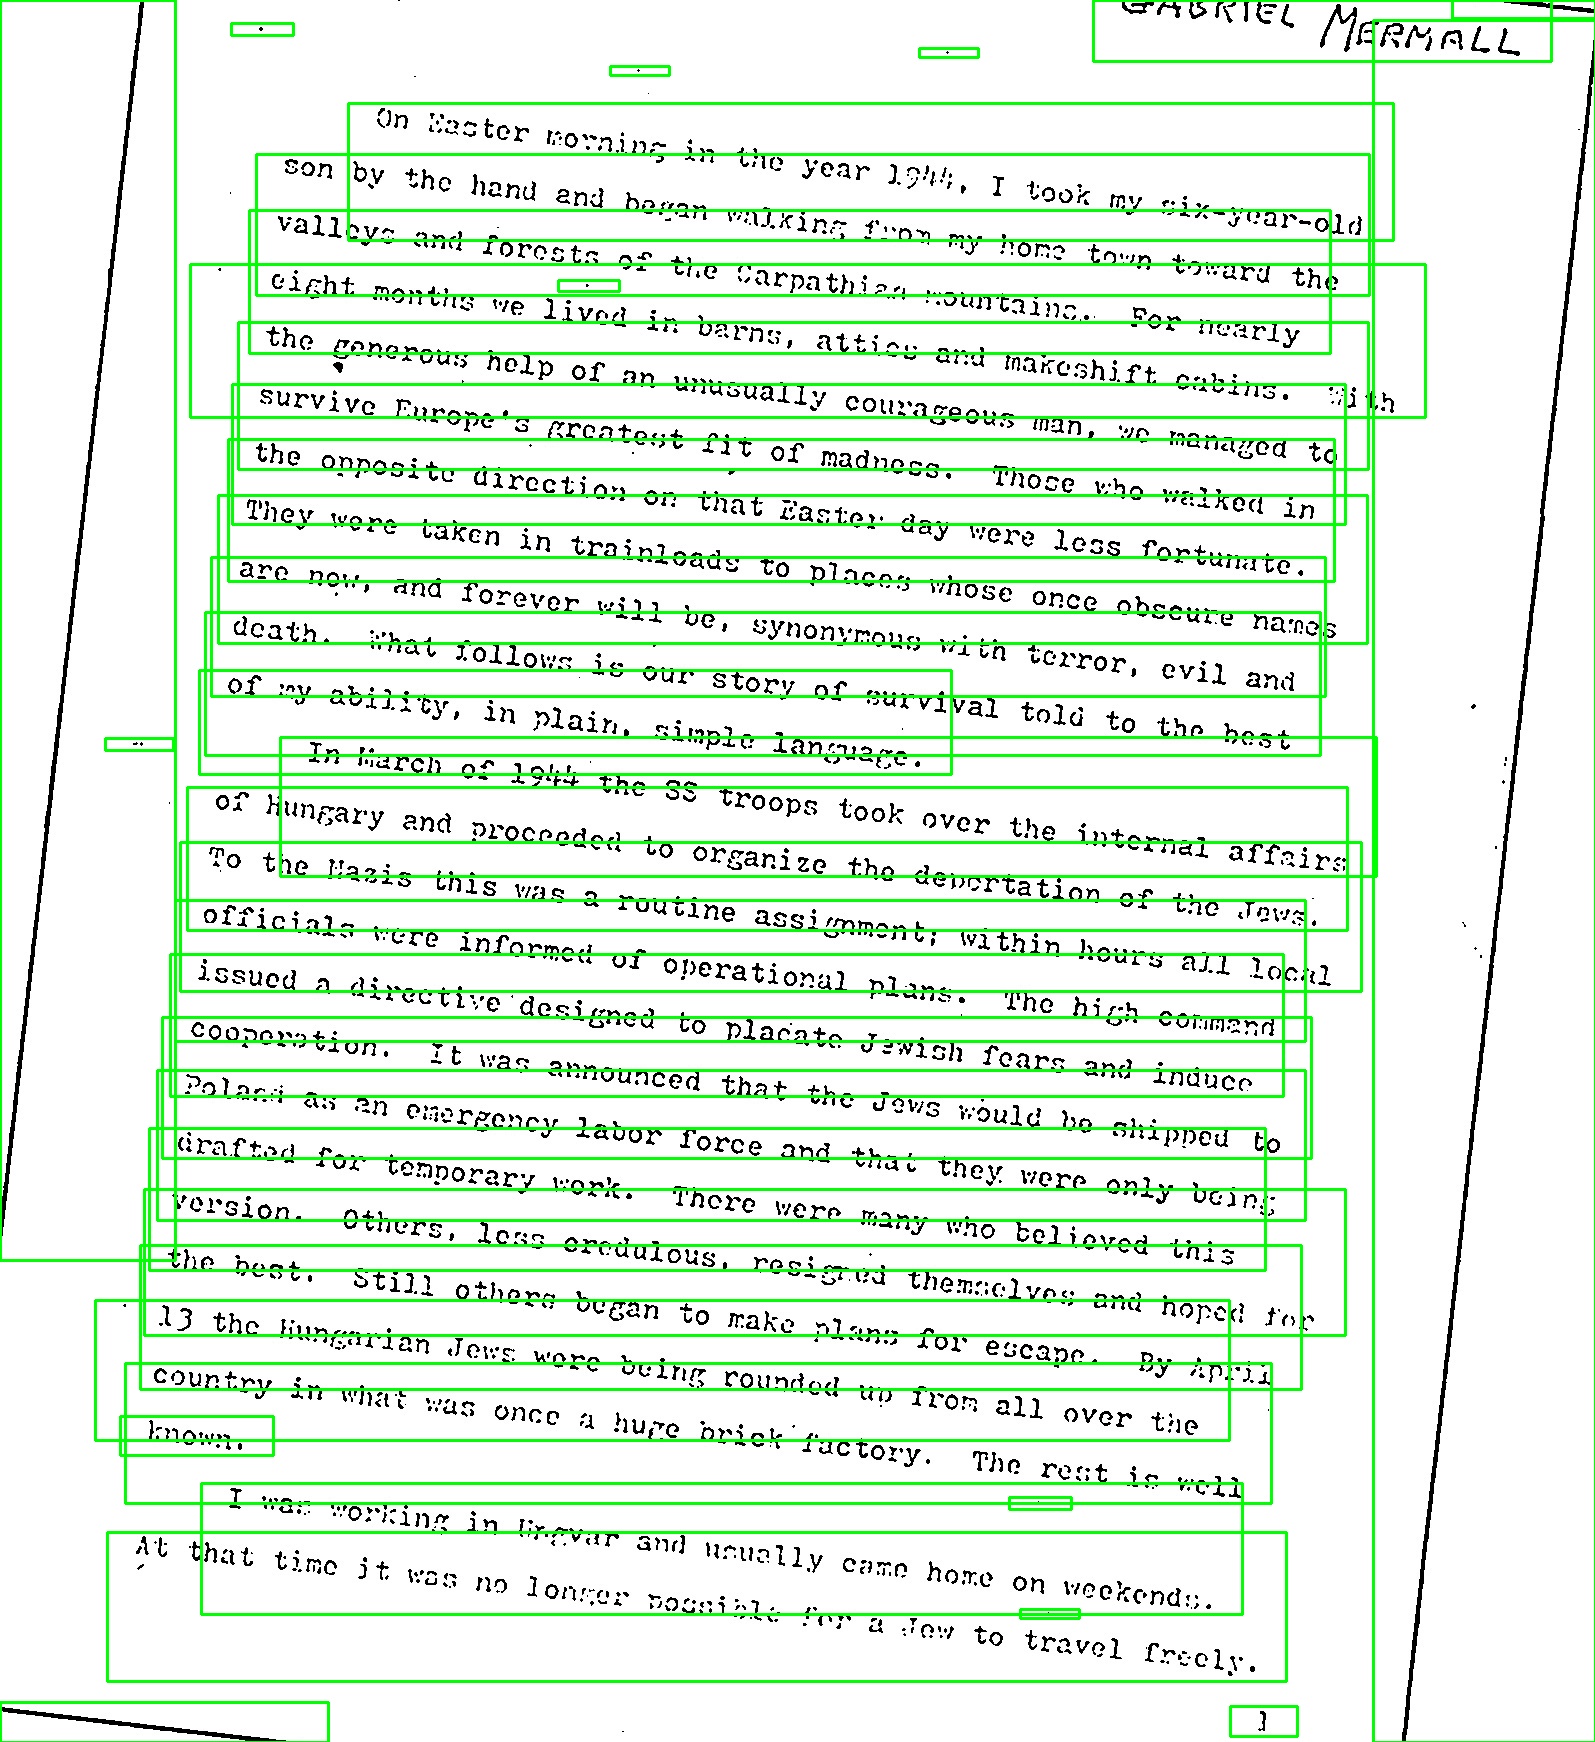 GABRIEL MERMALL
On Easter morning in the year 1944, I took my six-year-old
son by the hand and began walking from my home town toward the
valleys and forests of the Carpathian mountains. For nearly
eight months we lived in barns, attics and makeshift cabins. With
the generous help of an unusually courageous man, we managed to
survive Europe's greatest fit of madness. Those who walked in
the opposite direction on that Easter day were less fortunate.
They were taken in trainloads to places whose once obscure names
are now, and forever will be, synonymous with terror, evil and
death. What follows is our story of survival told to the best
of my ability, in plain, simple language.
In March of 1944 the SS troops took over the internal affairs
of Hungary and proceeded to organize the deportation of the Jews.
To the Nazis this was a routine assignment; within hours all local
officials were informed of operational plans. The high command
issued a directive designed to placate Jewish fears and induce
cooperation. It was announced that the Jews would be shipped to
Poland as an emergency labor force and that they were only being
drafted for temporary work. There were many who believed this
version. Others, less credulous, resigned themselves and hoped for
the best. Still others began to make plans for escape. By April
13 the Hungarian Jews were being rounded up from all over the
country in what was once a huge brick factory. The rest is well
known.
I was working in Ungvar and usually came home on weekends.
At that time it was no longer possible for a Jew to travel freely.
1